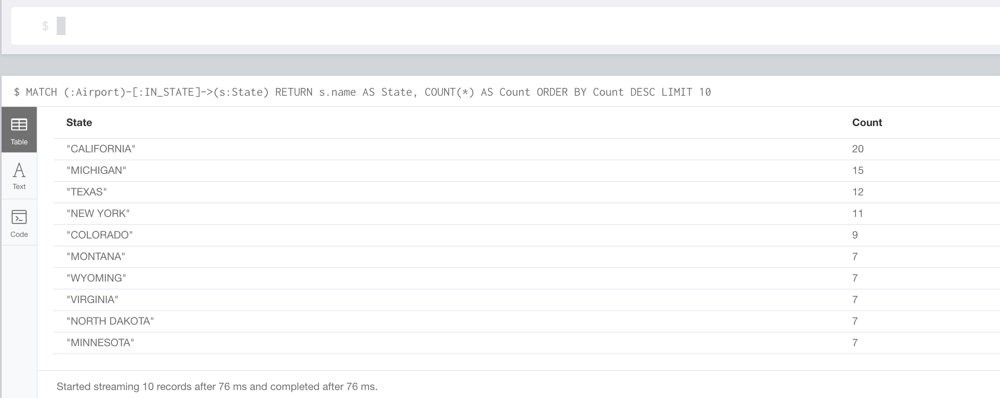 $
$ MATCH (:Airport)-[:IN_STATE]->(s:State) RETURN s.name AS State, COUNT(*) AS Count ORDER BY Count DESC LIMIT 10
Table
Text
Code
State Count
"CALIFORNIA" 20
"MICHIGAN" 15
"TEXAS" 12
"NEW YORK" 11
"COLORADO" 9
"MONTANA" 7
"WYOMING" 7
"VIRGINIA" 7
"NORTH DAKOTA" 7
"MINNESOTA" 7
Started streaming 10 records after 76 ms and completed after 76 ms.